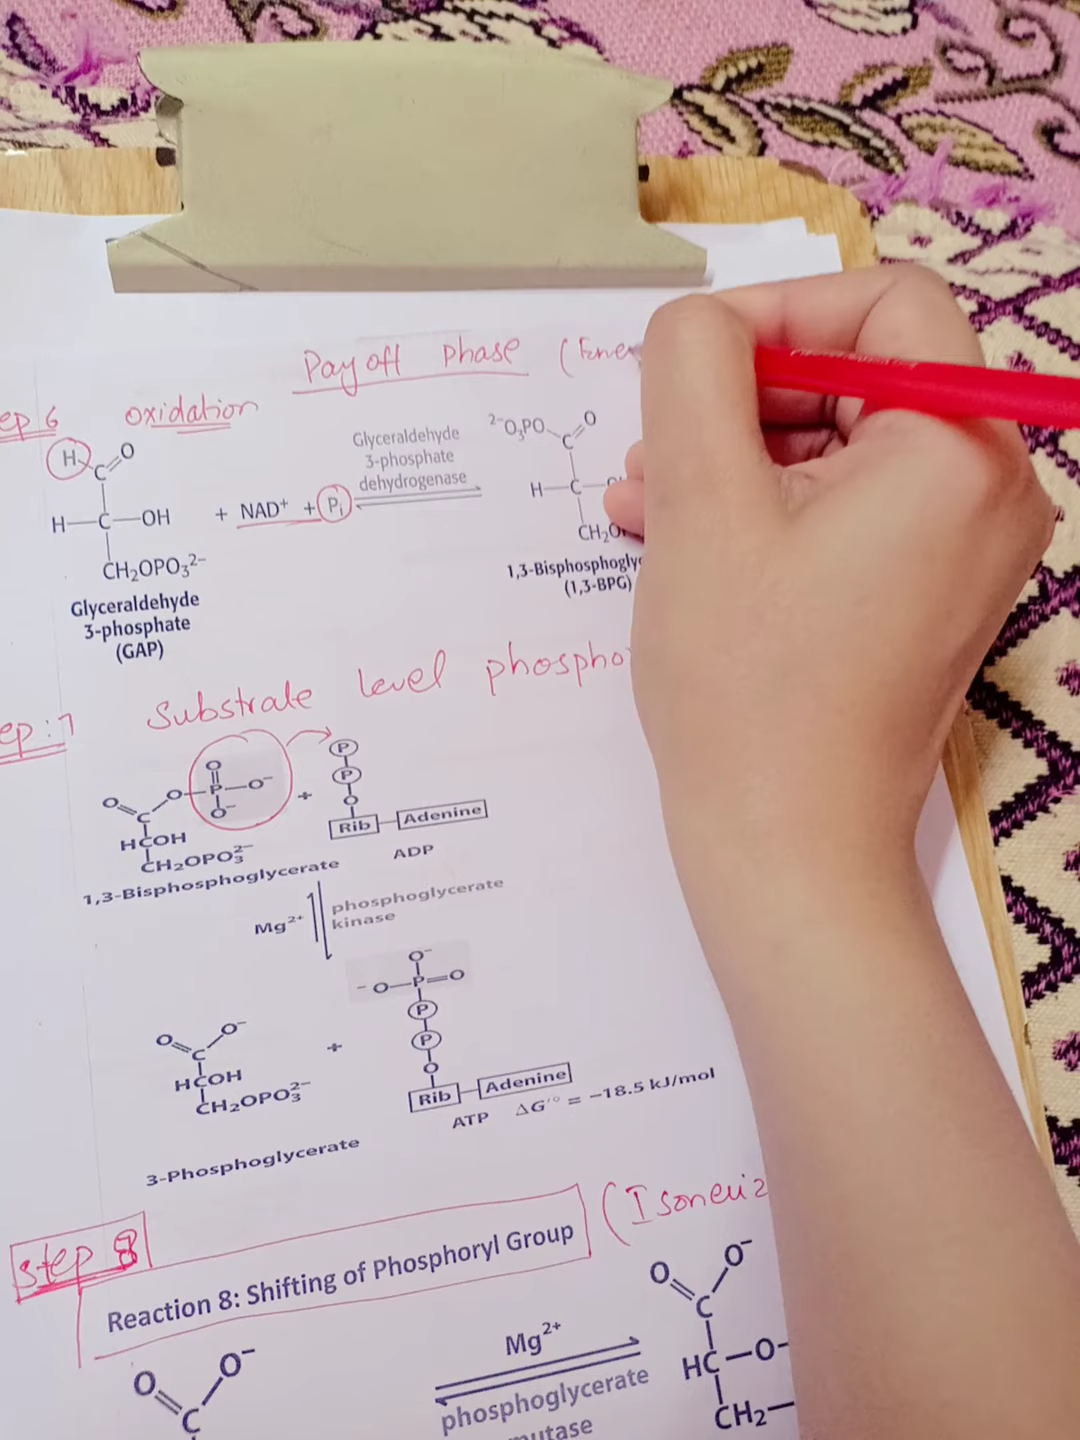 Pay off phase (Ene
ep 6 oxidation
H C O
H—C—OH
CH₂OPO₃²⁻
Glyceraldehyde
3-phosphate
(GAP)
+ NAD⁺ + Pi
Glyceraldehyde
3-phosphate
dehydrogenase
²⁻O₃PO C O
H—C—
CH₂O
1,3-Bisphosphogly
(1,3-BPG)
ep:7 Substrate level phospho
O C O—P—O⁻
O
O⁻
HCOH
CH₂OPO₃²⁻
1,3-Bisphosphoglycerate
+
P
P
O
Rib—Adenine
ADP
Mg²⁺
phosphoglycerate
kinase
O C O⁻
HCOH
CH₂OPO₃²⁻
3-Phosphoglycerate
+
O⁻
⁻O—P=O
P
P
O
Rib—Adenine
ATP ΔG′° = −18.5 kJ/mol
step 8
Reaction 8: Shifting of Phosphoryl Group
(Isoneiz
O O⁻
C
Mg²⁺
phosphoglycerate
mutase
O O⁻
C
HC—O-
CH₂—